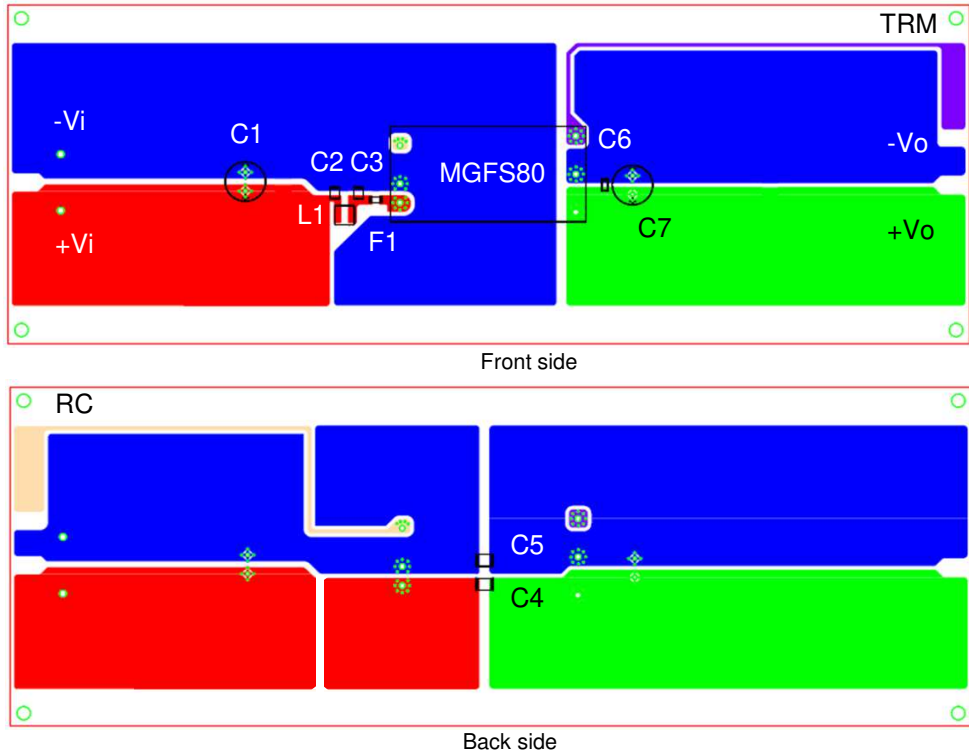 TRM
-Vi
C1
C6
-Vo
C2 C3
MGFS80
L1
C7
+Vi
F1
+Vo
Front side
RC
C5
C4
Back side